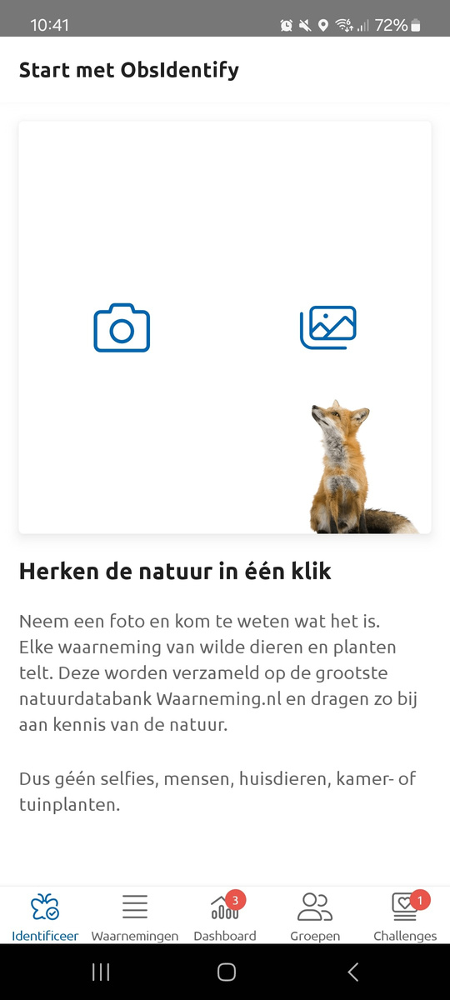 10:41
72%
Start met ObsIdentify
Herken de natuur in één klik
Neem een foto en kom te weten wat het is.
Elke waarneming van wilde dieren en planten
telt. Deze worden verzameld op de grootste
natuurdatabank Waarneming.nl en dragen zo bij
aan kennis van de natuur.
Dus géén selfies, mensen, huisdieren, kamer- of
tuinplanten.
3
1
Identificeer Waarnemingen Dashboard Groepen Challenges